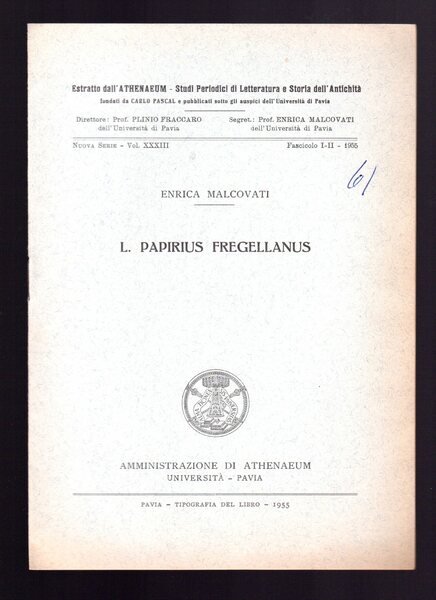 Estratto dall'ATHENAEUM - Studi Periodici di Letteratura e Storia dell'Antichità
fondati da CARLO PASCAL e pubblicati sotto gli auspici dell'Università di Pavia
Direttore: Prof. PLINIO FRACCARO
dell'Università di Pavia
Segret.: Prof. ENRICA MALCOVATI
dell'Università di Pavia
NUOVA SERIE - VOL. XXXIII
Fascicolo I-II - 1955
61
ENRICA MALCOVATI
L. PAPIRIUS FREGELLANUS
AMMINISTRAZIONE DI ATHENAEUM
UNIVERSITÀ - PAVIA
PAVIA - TIPOGRAFIA DEL LIBRO - 1955